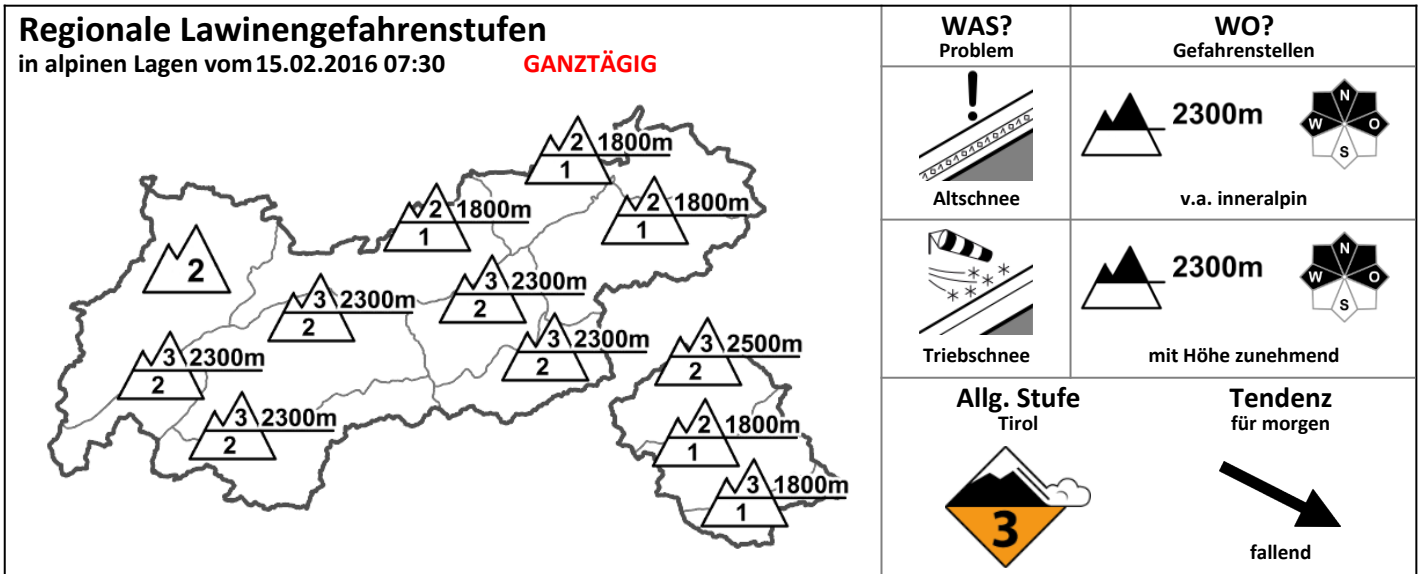 Regionale Lawinengefahrenstufen
in alpinen Lagen vom 15.02.2016 07:30 GANZTÄGIG
2 1800m
1
2 1800m
1
2 1800m
1
2
3 2300m
2
3 2300m
2
3 2300m
2
3 2500m
2
3 2300m
2
3 2300m
2
2 1800m
1
3 1800m
1
WAS?
Problem
WO?
Gefahrenstellen
Altschnee
2300m
N
W O
S
v.a. inneralpin
Triebschnee
2300m
N
W O
S
mit Höhe zunehmend
Allg. Stufe
Tirol
3
Tendenz
für morgen
fallend